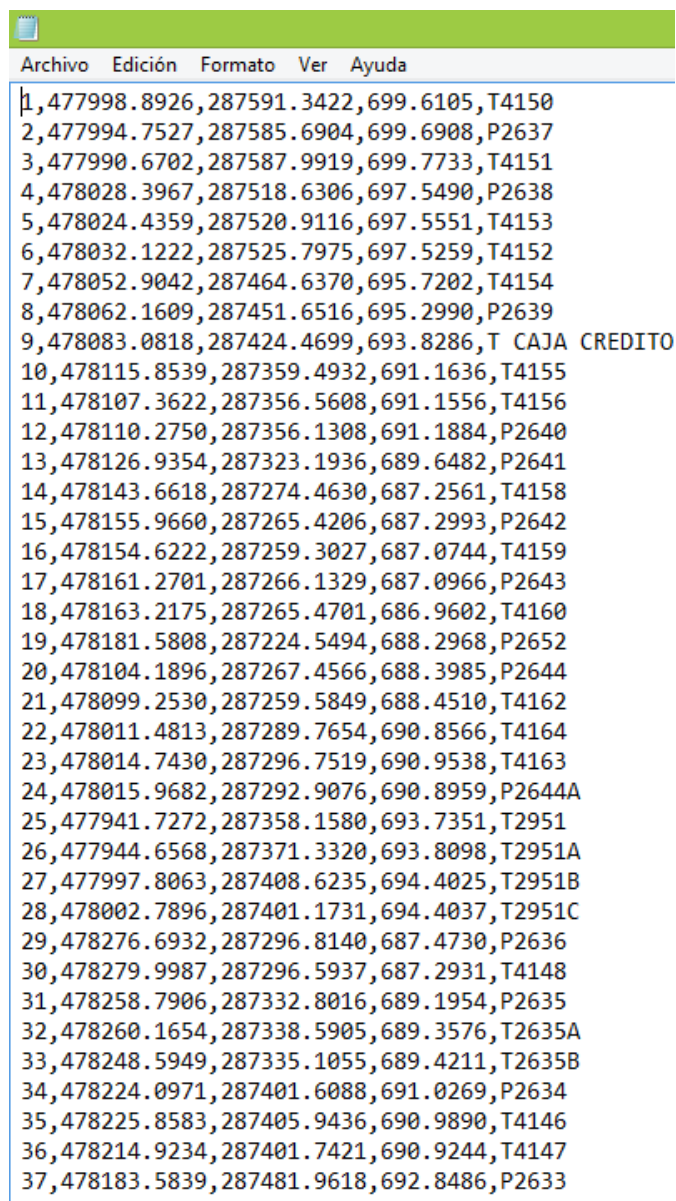 Archivo Edición Formato Ver Ayuda
1,477998.8926,287591.3422,699.6105,T4150
2,477994.7527,287585.6904,699.6908,P2637
3,477990.6702,287587.9919,699.7733,T4151
4,478028.3967,287518.6306,697.5490,P2638
5,478024.4359,287520.9116,697.5551,T4153
6,478032.1222,287525.7975,697.5259,T4152
7,478052.9042,287464.6370,695.7202,T4154
8,478062.1609,287451.6516,695.2990,P2639
9,478083.0818,287424.4699,693.8286,T CAJA CREDITO
10,478115.8539,287359.4932,691.1636,T4155
11,478107.3622,287356.5608,691.1556,T4156
12,478110.2750,287356.1308,691.1884,P2640
13,478126.9354,287323.1936,689.6482,P2641
14,478143.6618,287274.4630,687.2561,T4158
15,478155.9660,287265.4206,687.2993,P2642
16,478154.6222,287259.3027,687.0744,T4159
17,478161.2701,287266.1329,687.0966,P2643
18,478163.2175,287265.4701,686.9602,T4160
19,478181.5808,287224.5494,688.2968,P2652
20,478104.1896,287267.4566,688.3985,P2644
21,478099.2530,287259.5849,688.4510,T4162
22,478011.4813,287289.7654,690.8566,T4164
23,478014.7430,287296.7519,690.9538,T4163
24,478015.9682,287292.9076,690.8959,P2644A
25,477941.7272,287358.1580,693.7351,T2951
26,477944.6568,287371.3320,693.8098,T2951A
27,477997.8063,287408.6235,694.4025,T2951B
28,478002.7896,287401.1731,694.4037,T2951C
29,478276.6932,287296.8140,687.4730,P2636
30,478279.9987,287296.5937,687.2931,T4148
31,478258.7906,287332.8016,689.1954,P2635
32,478260.1654,287338.5905,689.3576,T2635A
33,478248.5949,287335.1055,689.4211,T2635B
34,478224.0971,287401.6088,691.0269,P2634
35,478225.8583,287405.9436,690.9890,T4146
36,478214.9234,287401.7421,690.9244,T4147
37,478183.5839,287481.9618,692.8486,P2633